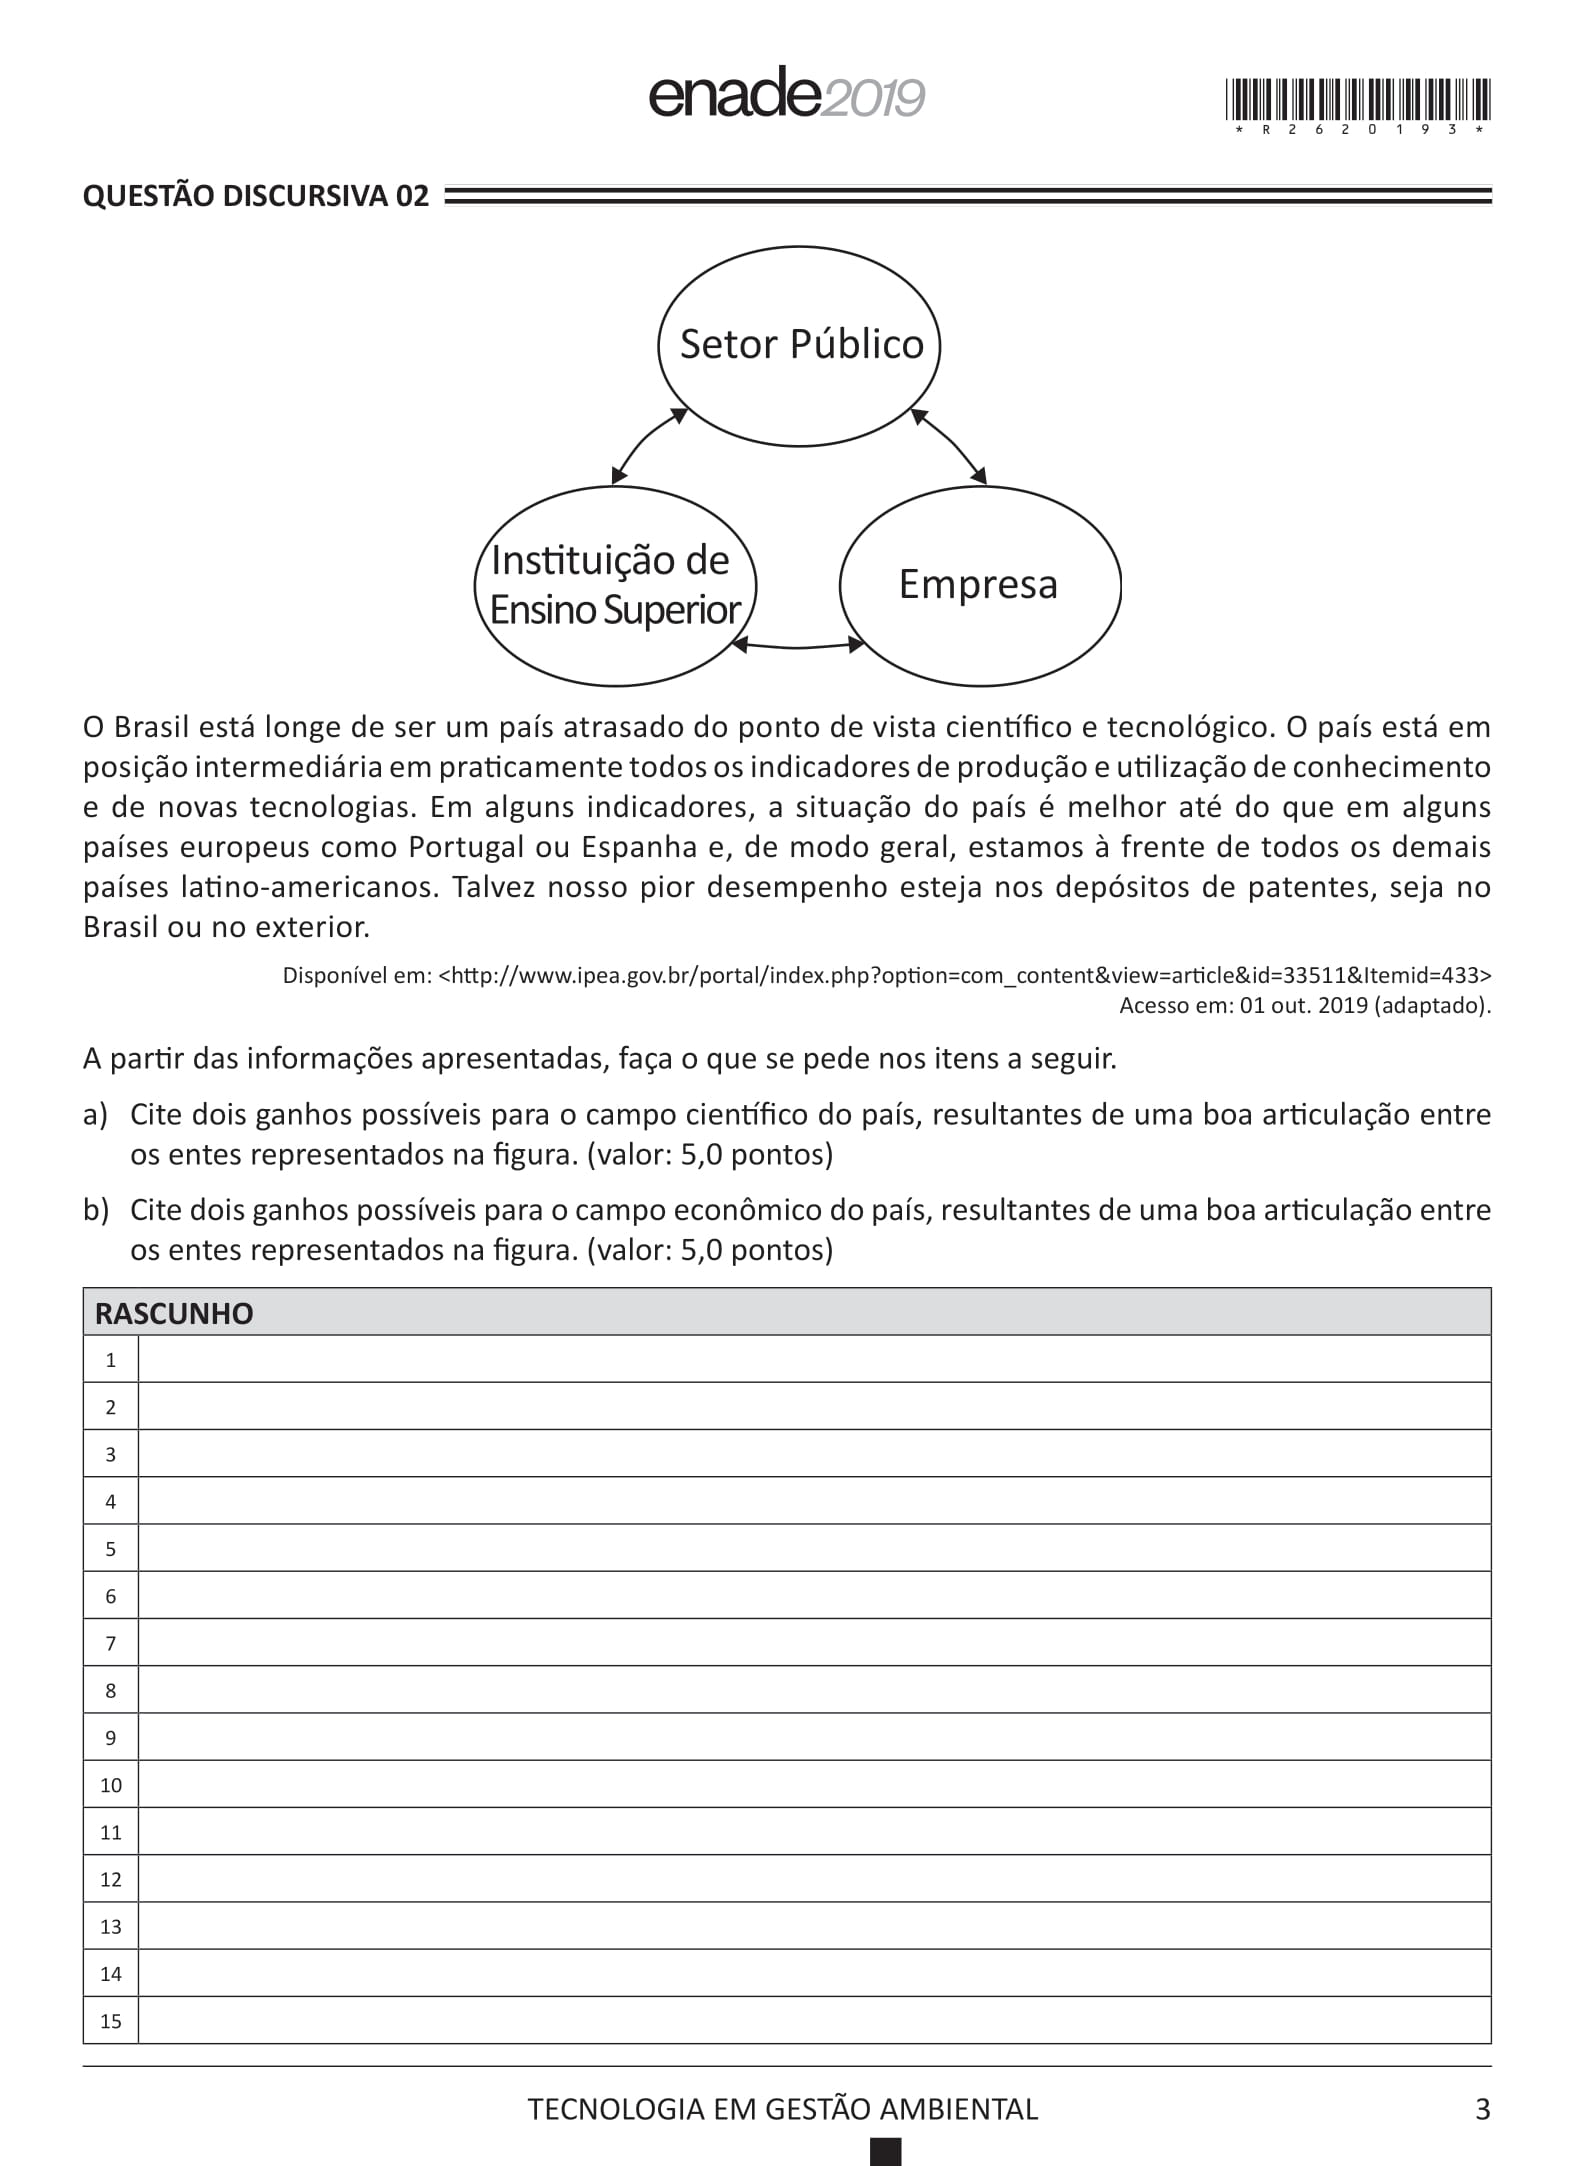 enade2019
* R 2 6 2 0 1 9 3 *
QUESTÃO DISCURSIVA 02
Setor Público
Instituição de
Ensino Superior
Empresa
O Brasil está longe de ser um país atrasado do ponto de vista científico e tecnológico. O país está em
posição intermediária em praticamente todos os indicadores de produção e utilização de conhecimento
e de novas tecnologias. Em alguns indicadores, a situação do país é melhor até do que em alguns
países europeus como Portugal ou Espanha e, de modo geral, estamos à frente de todos os demais
países latino-americanos. Talvez nosso pior desempenho esteja nos depósitos de patentes, seja no
Brasil ou no exterior.
Disponível em: <http://www.ipea.gov.br/portal/index.php?option=com_content&view=article&id=33511&Itemid=433>
Acesso em: 01 out. 2019 (adaptado).
A partir das informações apresentadas, faça o que se pede nos itens a seguir.
a) Cite dois ganhos possíveis para o campo científico do país, resultantes de uma boa articulação entre
os entes representados na figura. (valor: 5,0 pontos)
b) Cite dois ganhos possíveis para o campo econômico do país, resultantes de uma boa articulação entre
os entes representados na figura. (valor: 5,0 pontos)
RASCUNHO
1
2
3
4
5
6
7
8
9
10
11
12
13
14
15
TECNOLOGIA EM GESTÃO AMBIENTAL
3